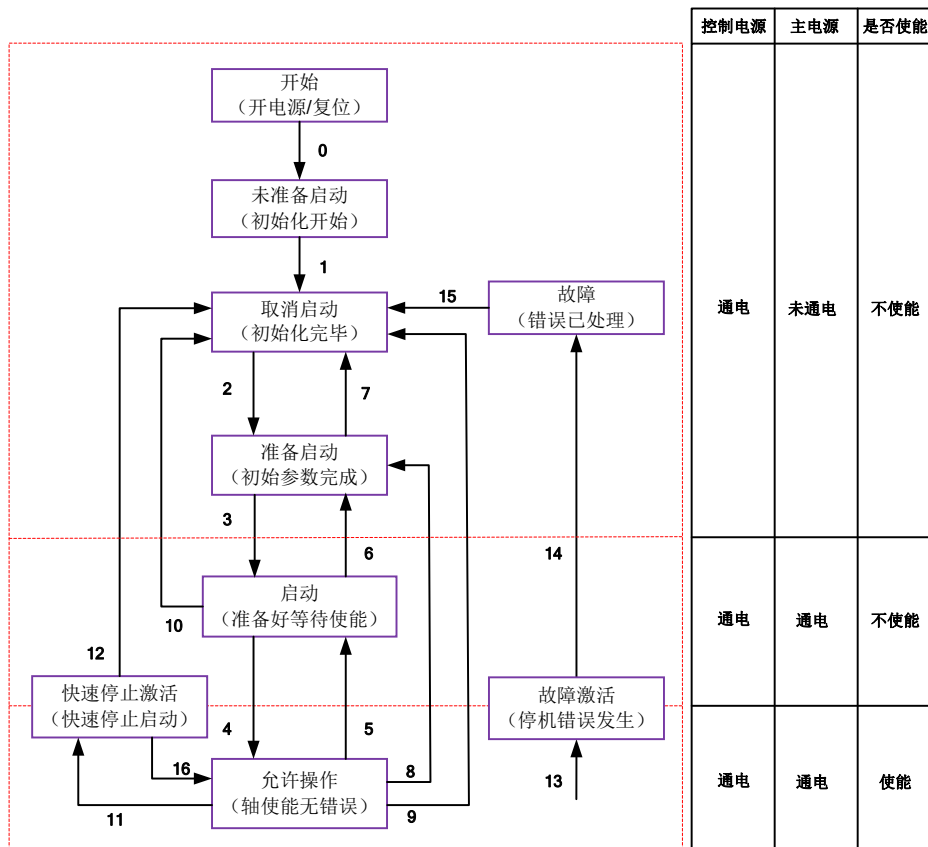 控制电源 主电源 是否使能
开始
（开电源/复位）
0
未准备启动
（初始化开始）
1
取消启动
（初始化完毕）
15
故障
（错误已处理）
通电 未通电 不使能
2
7
准备启动
（初始参数完成）
3
6
14
启动
（准备好等待使能）
10
通电 通电 不使能
12
快速停止激活
（快速停止启动）
故障激活
（停机错误发生）
4
5
16
允许操作
（轴使能无错误）
8
13
11
9
通电 通电 使能